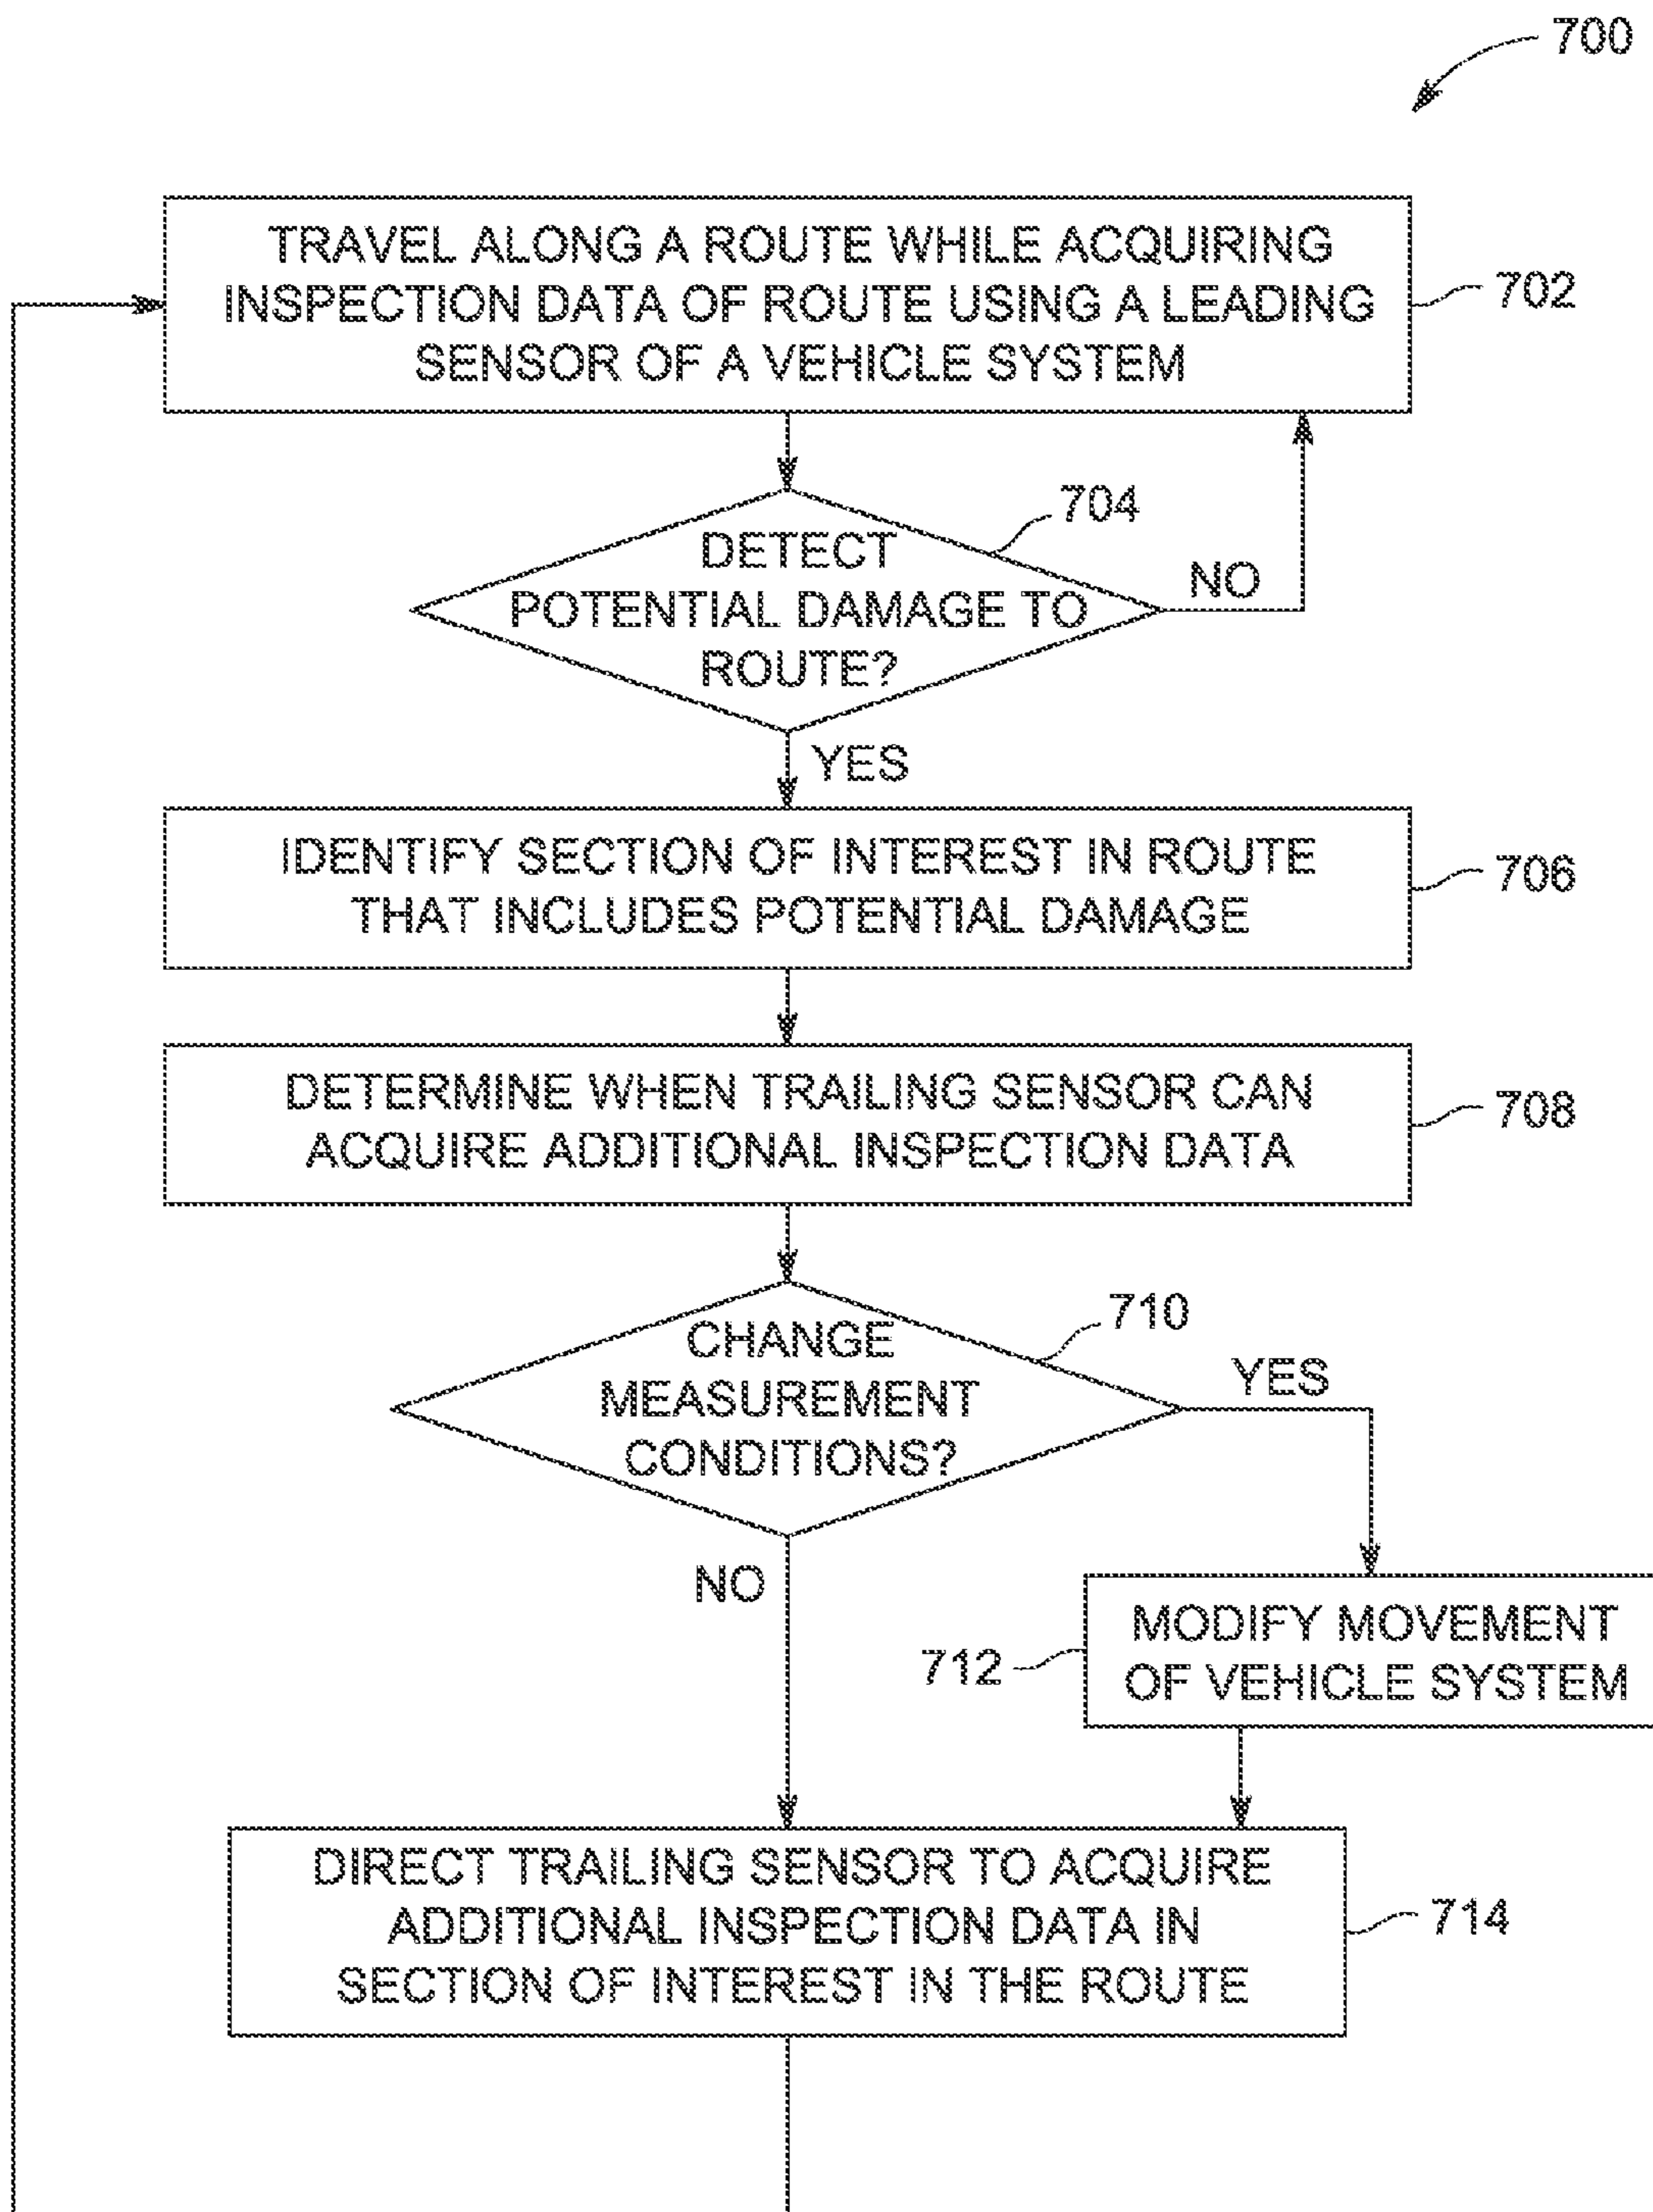 700
TRAVEL ALONG A ROUTE WHILE ACQUIRING
INSPECTION DATA OF ROUTE USING A LEADING
SENSOR OF A VEHICLE SYSTEM
702
704
DETECT
POTENTIAL DAMAGE TO
ROUTE?
NO
YES
IDENTIFY SECTION OF INTEREST IN ROUTE
THAT INCLUDES POTENTIAL DAMAGE
706
DETERMINE WHEN TRAILING SENSOR CAN
ACQUIRE ADDITIONAL INSPECTION DATA
708
710
CHANGE
MEASUREMENT
CONDITIONS?
YES
NO
712
MODIFY MOVEMENT
OF VEHICLE SYSTEM
DIRECT TRAILING SENSOR TO ACQUIRE
ADDITIONAL INSPECTION DATA IN
SECTION OF INTEREST IN THE ROUTE
714